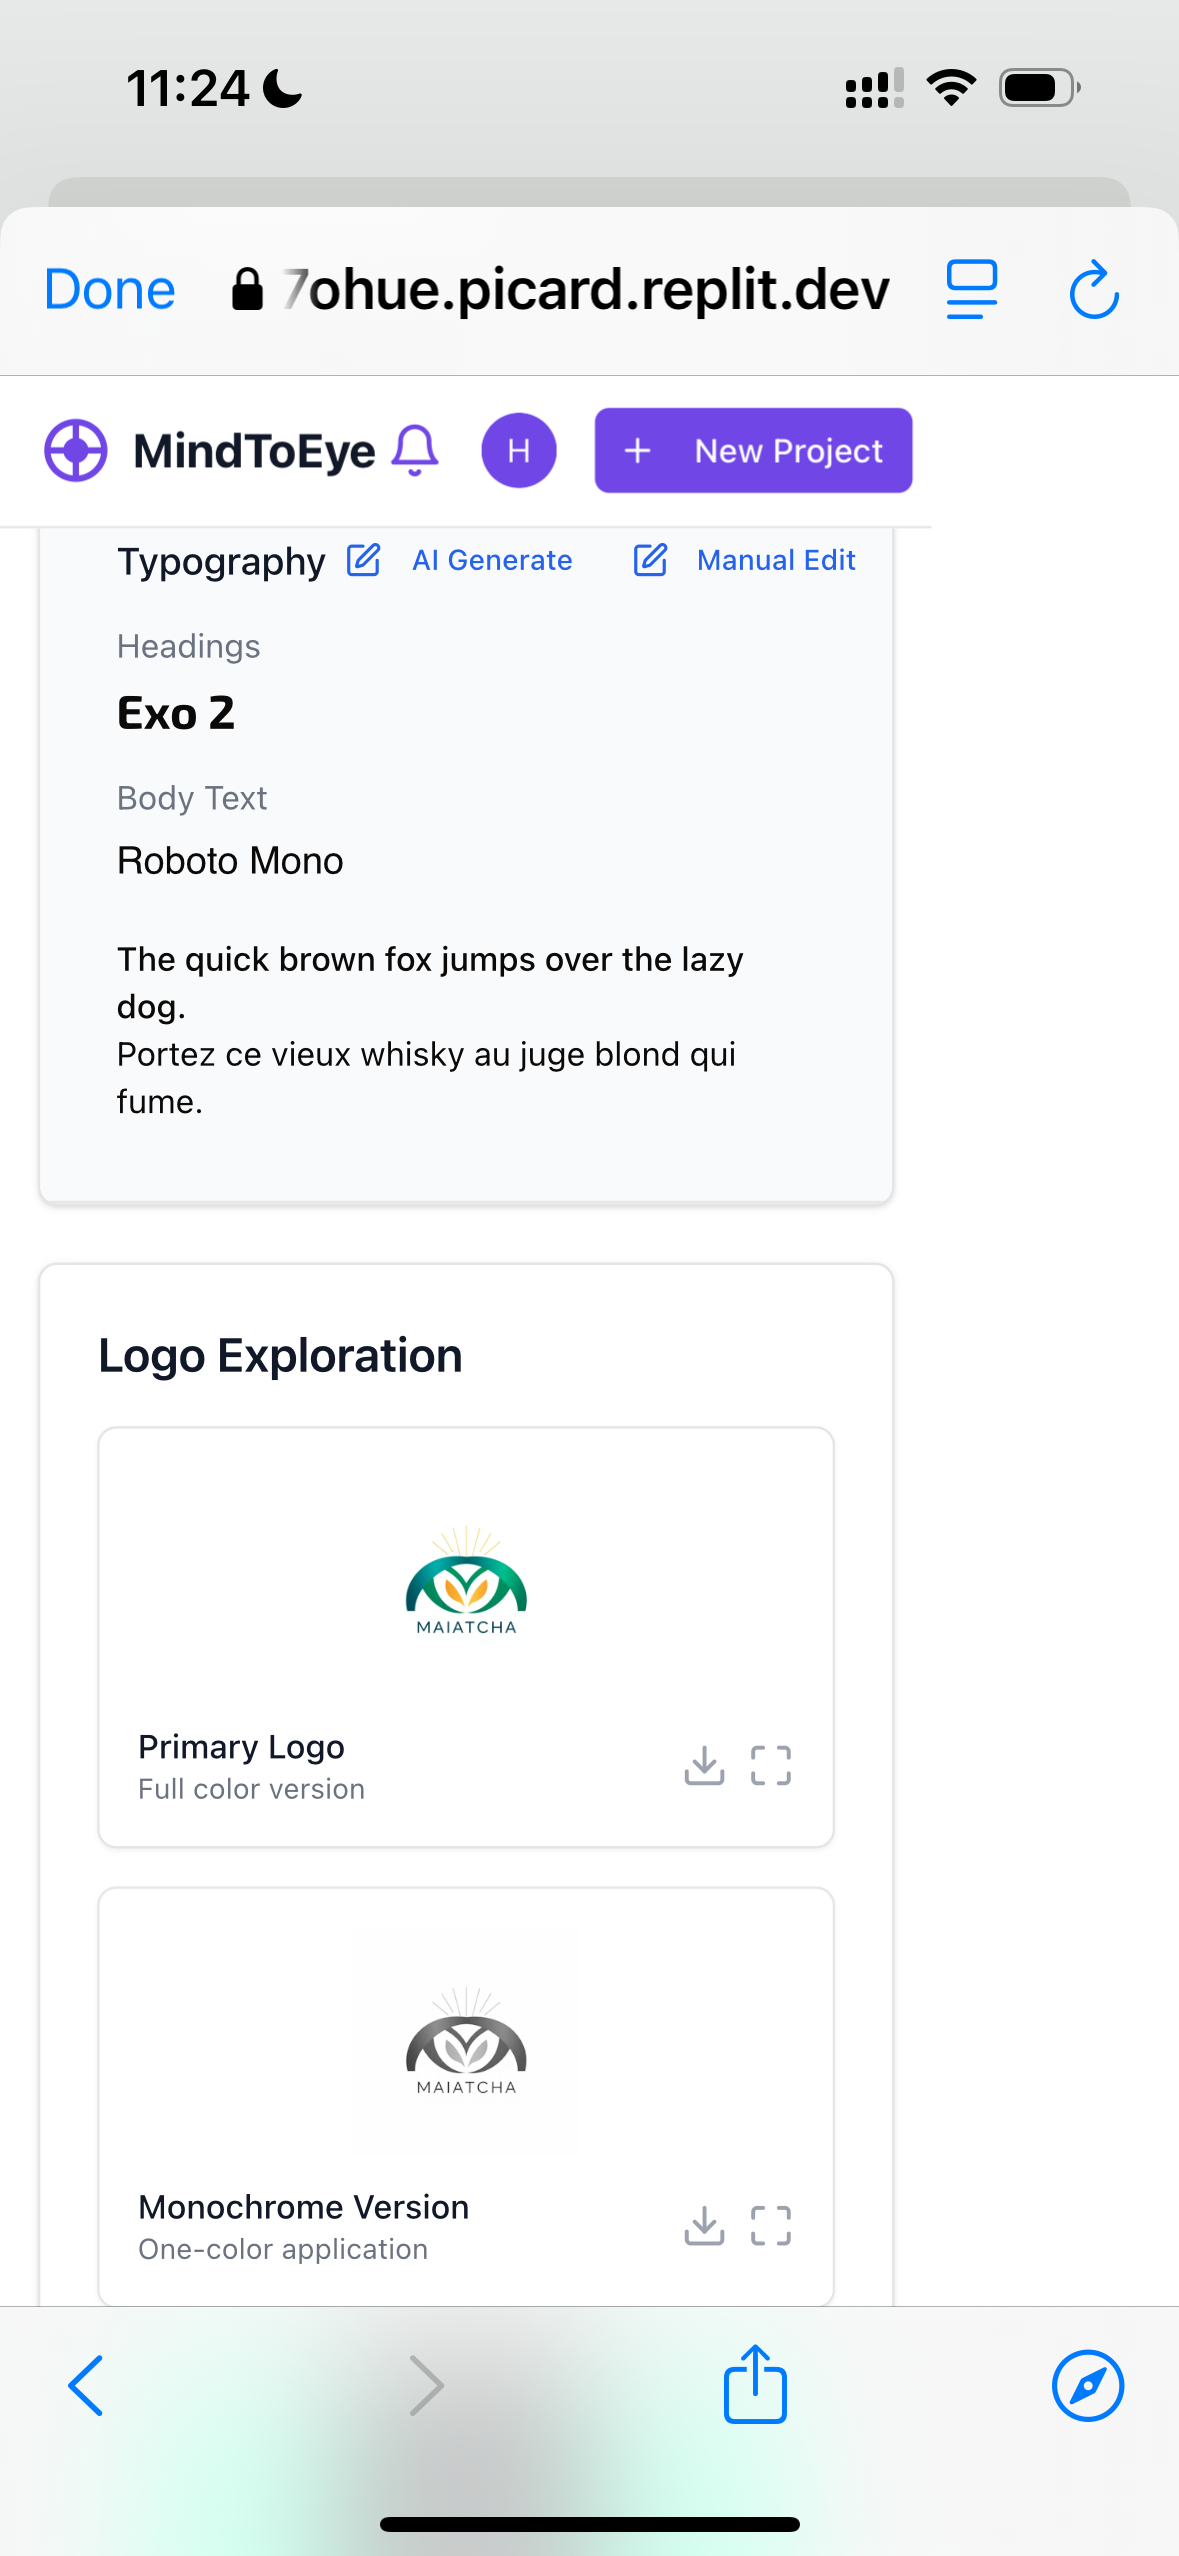 11:24
Done
7ohue.picard.replit.dev
MindToEye
H
+ New Project
Typography
AI Generate
Manual Edit
Headings
Exo 2
Body Text
Roboto Mono
The quick brown fox jumps over the lazy
dog.
Portez ce vieux whisky au juge blond qui
fume.
Logo Exploration
MAIATCHA
Primary Logo
Full color version
MAIATCHA
Monochrome Version
One-color application